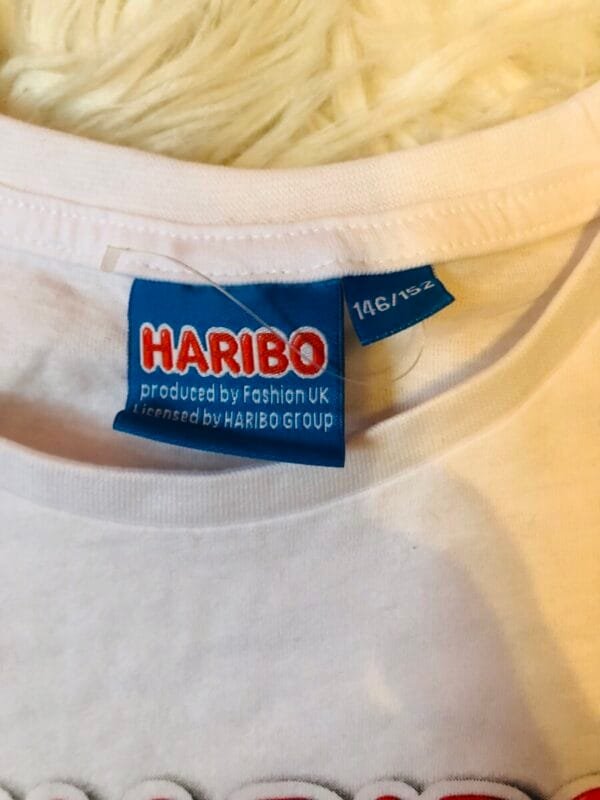 HARIBO
produced by Fashion UK
Licensed by HARIBO GrouP
146/152